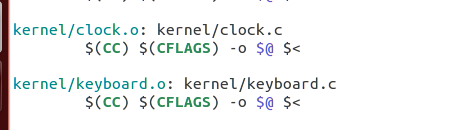 kernel/clock.o: kernel/clock.c
        $(CC) $(CFLAGS) -o $@ $<
kernel/keyboard.o: kernel/keyboard.c
        $(CC) $(CFLAGS) -o $@ $<